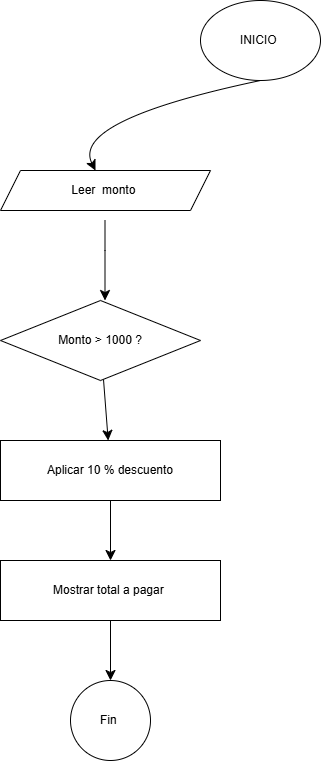 INICIO
Leer  monto
Monto > 1000 ?
Aplicar 10 % descuento
Mostrar total a pagar
Fin